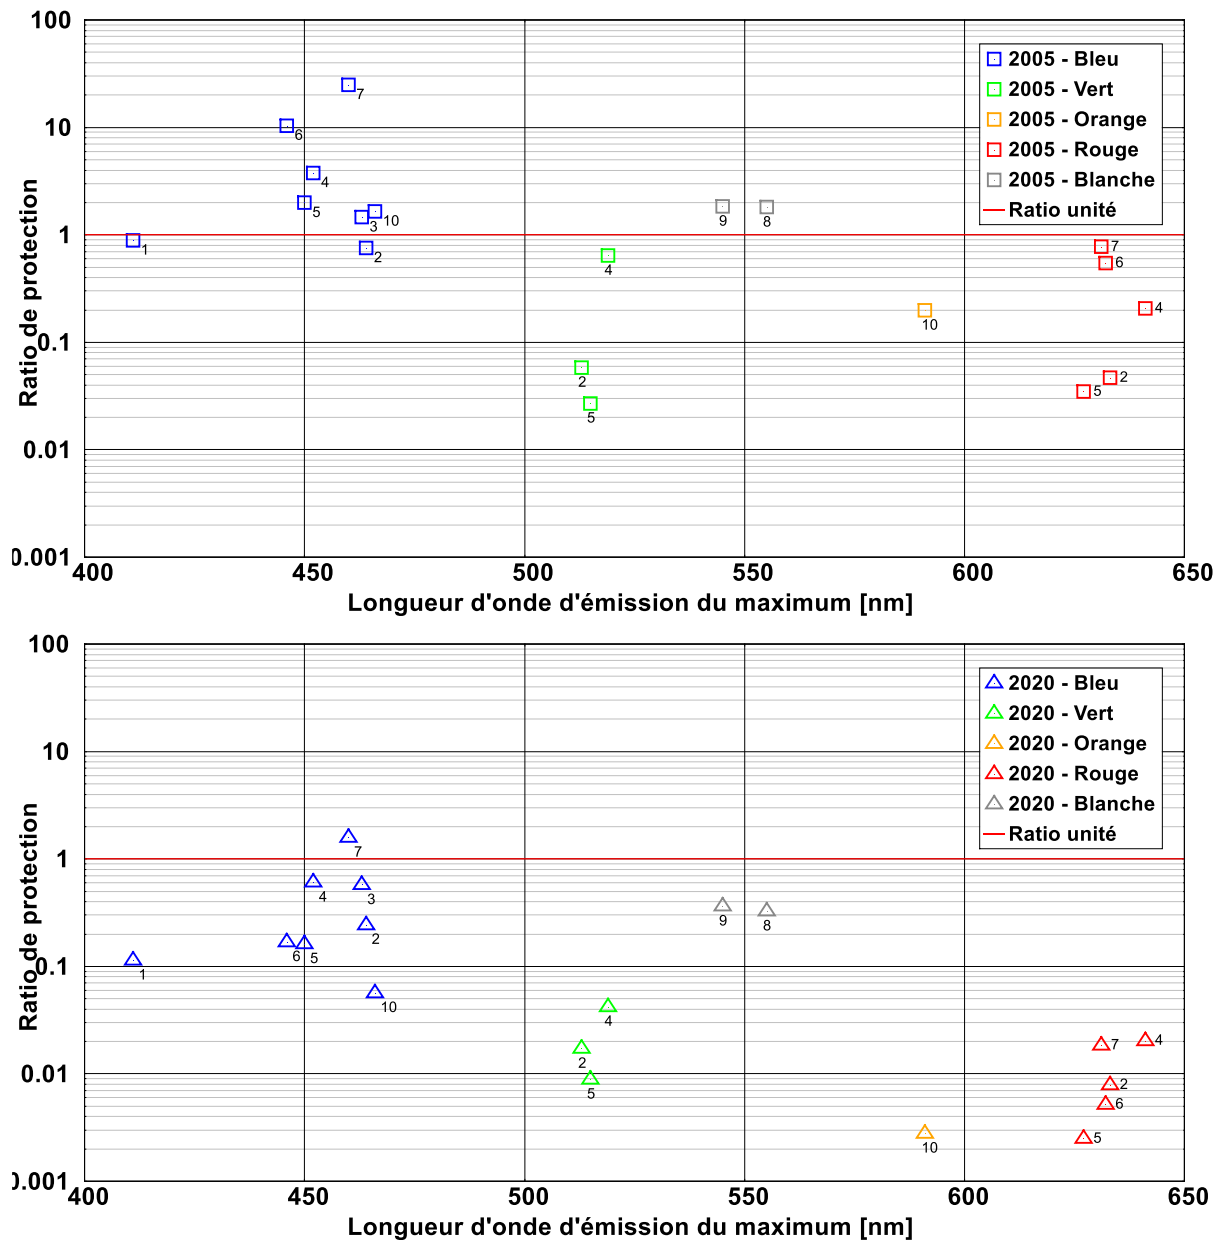 100
10
1
0.1
0.01
0.001
Ratio de protection
7
6
4
5
3
10
2
1
9
8
4
10
2
5
7
6
4
2
5
2005 - Bleu
2005 - Vert
2005 - Orange
2005 - Rouge
2005 - Blanche
Ratio unité
400 450 500 550 600 650
Longueur d'onde d'émission du maximum [nm]
100
10
1
0.1
0.01
0.001
Ratio de protection
7
4
3
2
6
5
1
10
9
8
4
2
5
10
7
4
2
6
5
2020 - Bleu
2020 - Vert
2020 - Orange
2020 - Rouge
2020 - Blanche
Ratio unité
400 450 500 550 600 650
Longueur d'onde d'émission du maximum [nm]